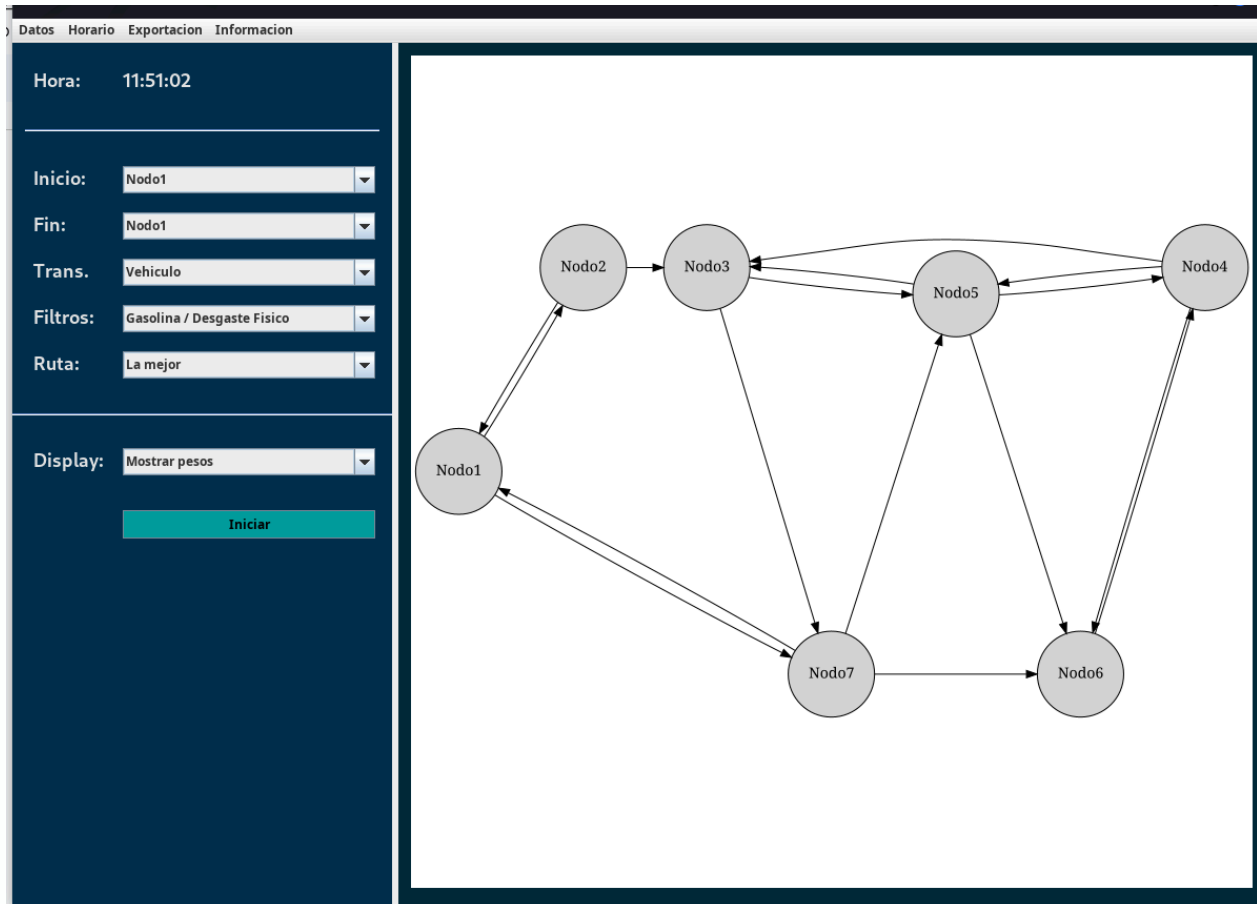 Datos Horario Exportacion Informacion
Hora: 11:51:02
Inicio: Nodo1
Fin: Nodo1
Trans. Vehiculo
Filtros: Gasolina / Desgaste Fisico
Ruta: La mejor
Display: Mostrar pesos
Iniciar
Nodo2
Nodo3
Nodo5
Nodo4
Nodo1
Nodo7
Nodo6